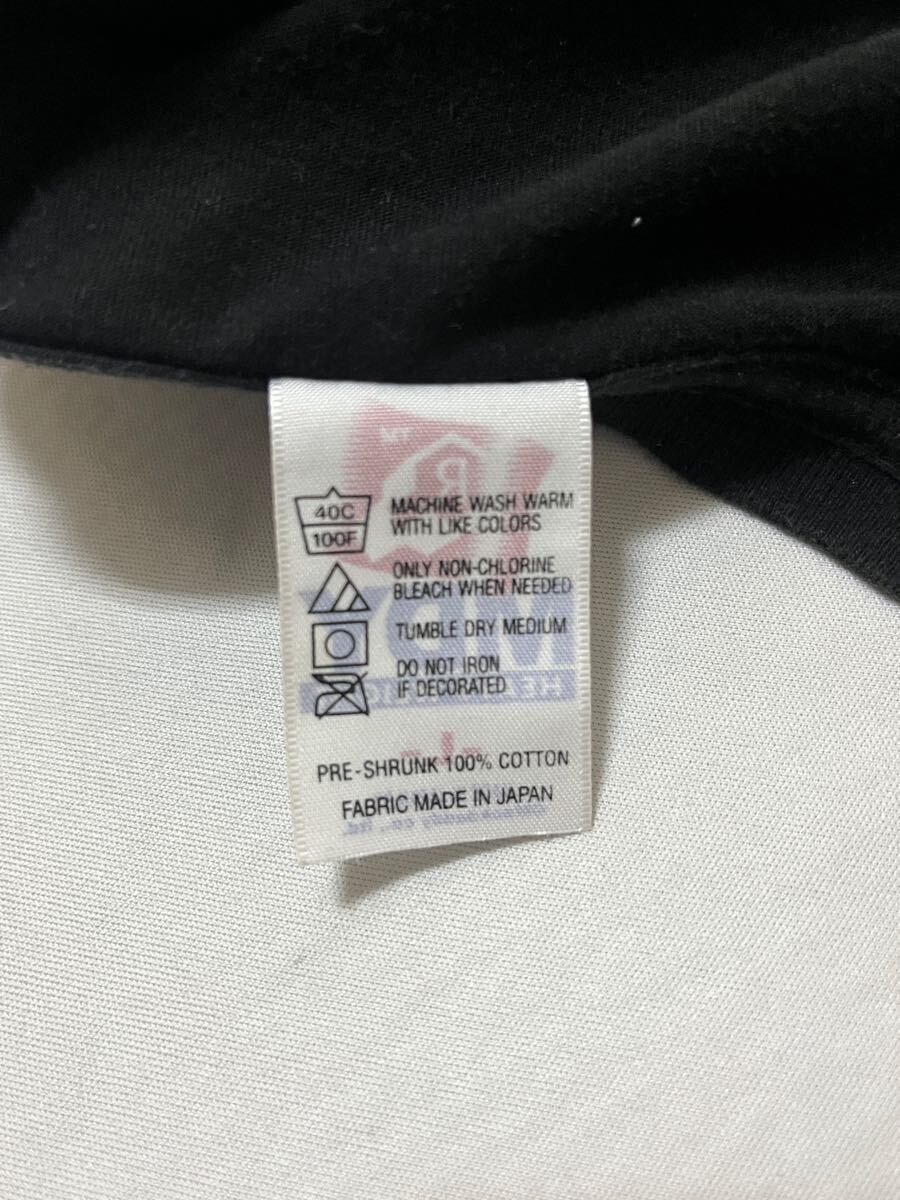 40C
100F
MACHINE WASH WARM
WITH LIKE COLORS
ONLY NON-CHLORINE
BLEACH WHEN NEEDED
TUMBLE DRY MEDIUM
DO NOT IRON
IF DECORATED
PRE-SHRUNK 100% COTTON
FABRIC MADE IN JAPAN